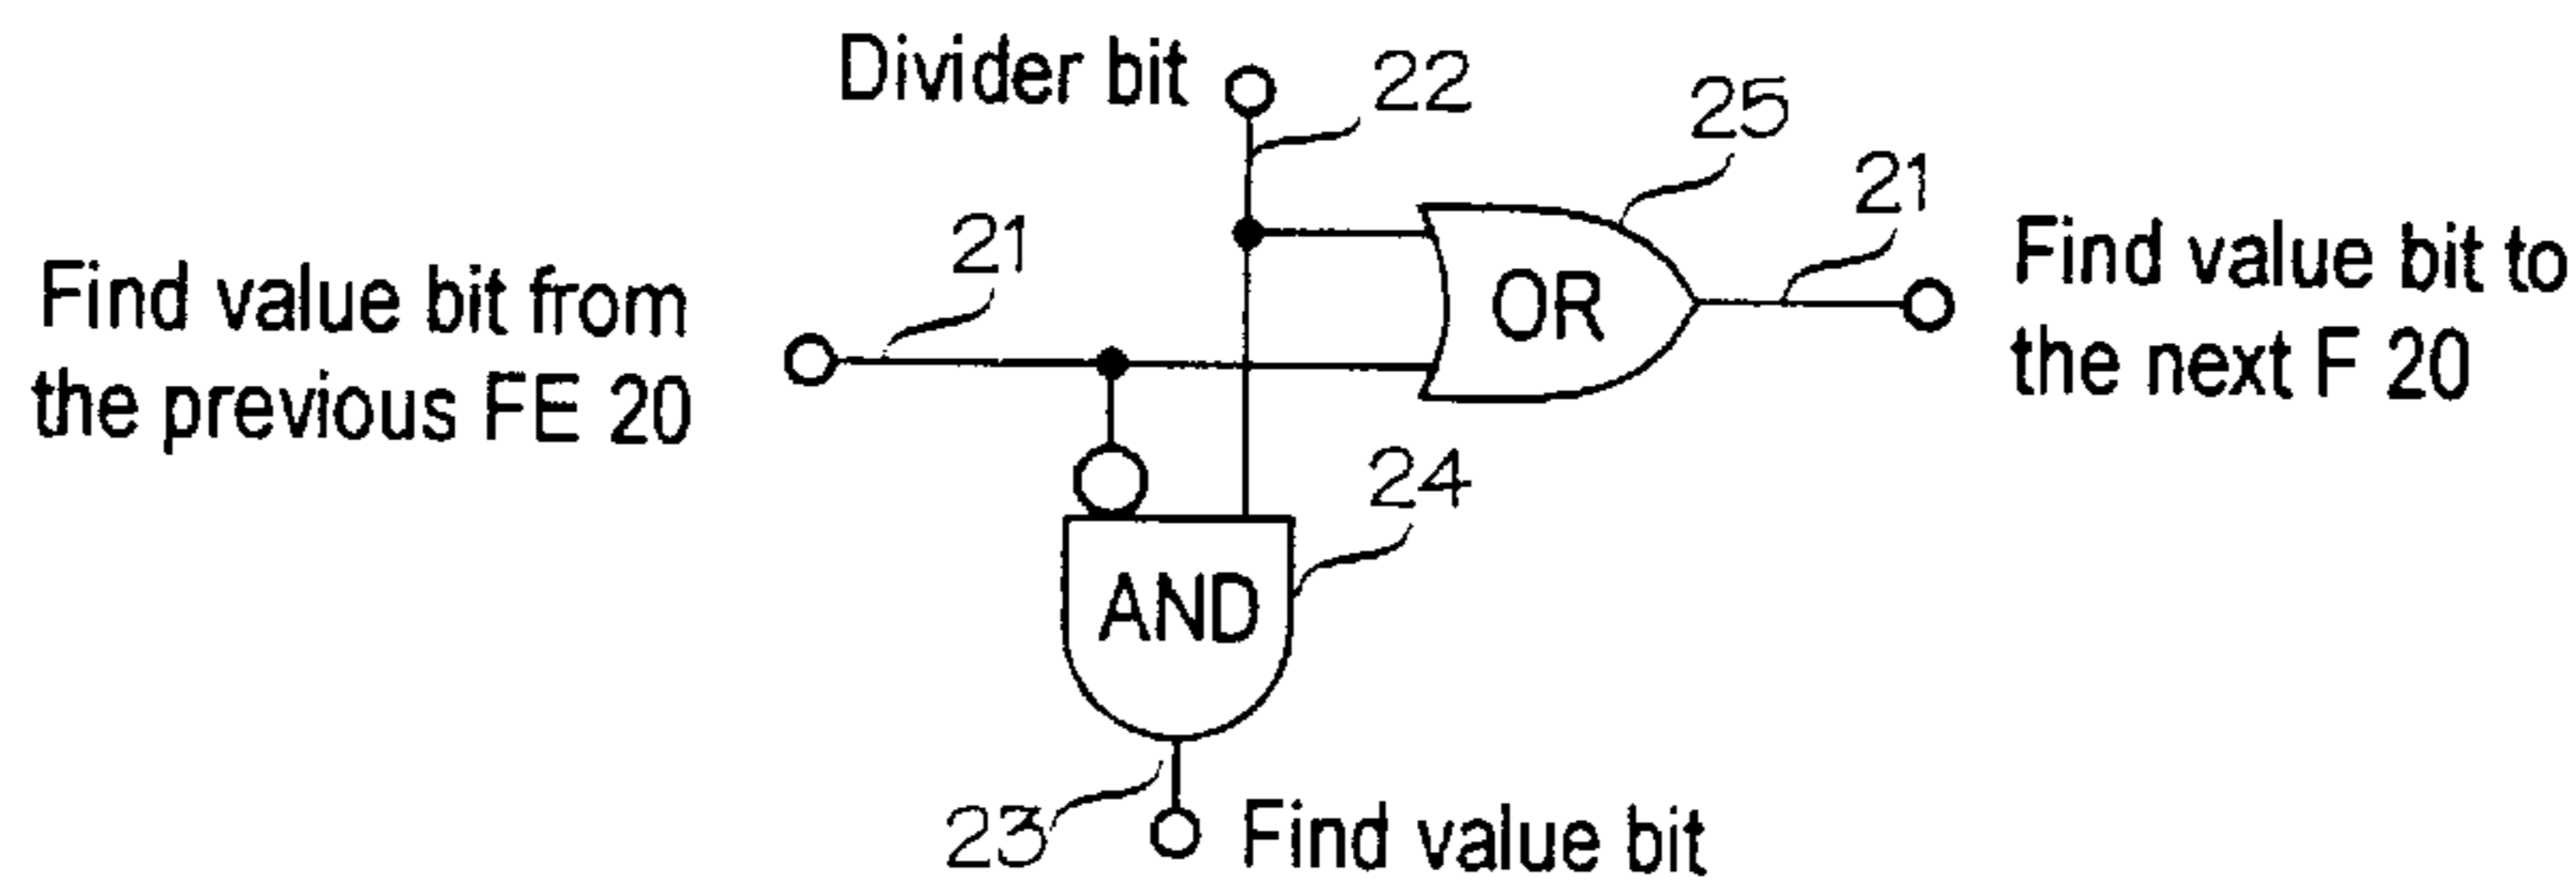 Divider bit
22
25
21
21
Find value bit from
the previous FE 20
OR
Find value bit to
the next F 20
24
AND
23
Find value bit